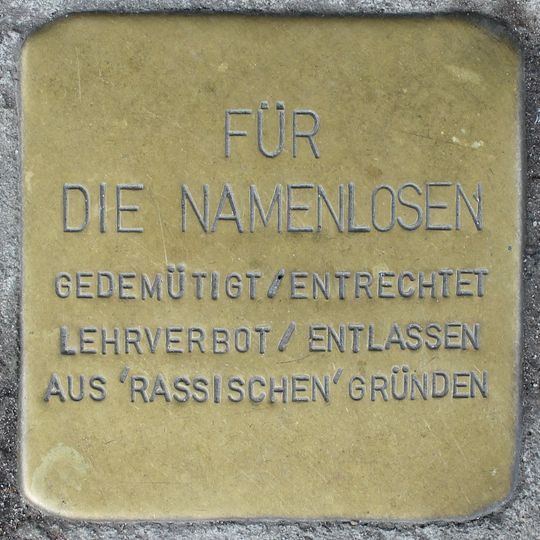 FÜR
DIE NAMENLOSEN
GEDEMÜTIGT / ENTRECHTET
LEHRVERBOT / ENTLASSEN
AUS 'RASSISCHEN' GRÜNDEN